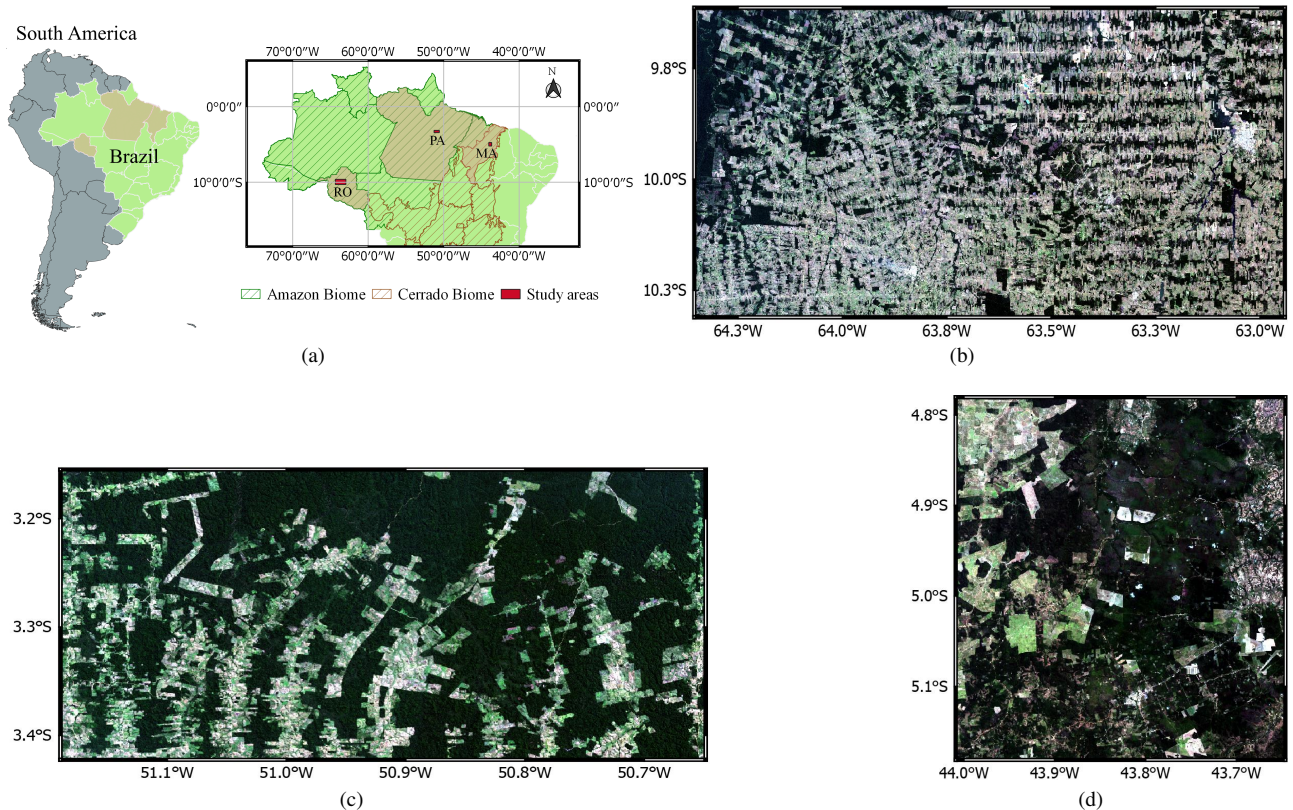 South America
Brazil
70°0'0"W 60°0'0"W 50°0'0"W 40°0'0"W
N
0°0'0" 0°0'0"
PA
MA
10°0'0"S 10°0'0"S
RO
70°0'0"W 60°0'0"W 50°0'0"W 40°0'0"W
Amazon Biome Cerrado Biome Study areas
(a)
9.8°S
10.0°S
10.3°S
64.3°W 64.0°W 63.8°W 63.5°W 63.3°W 63.0°W
(b)
3.2°S
3.3°S
3.4°S
51.1°W 51.0°W 50.9°W 50.8°W 50.7°W
(c)
4.8°S
4.9°S
5.0°S
5.1°S
44.0°W 43.9°W 43.8°W 43.7°W
(d)